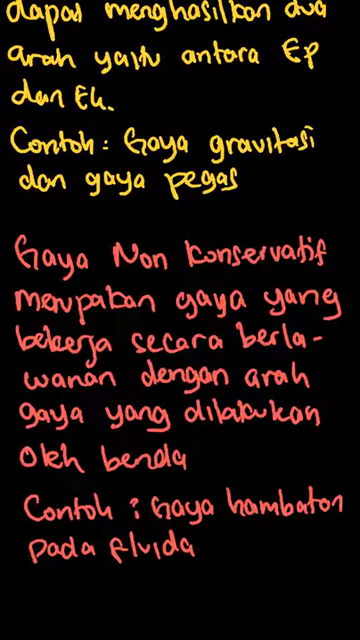 dapat menghasilkan dua
arah yaitu antara Ep
dan Ek.
Contoh : Gaya gravitasi
dan gaya pegas
Gaya Non konservatif
merupakan gaya yang
bekerja secara berla-
wanan dengan arah
gaya yang dilakukan
Oleh benda
Contoh : Gaya hambatan
pada fluida